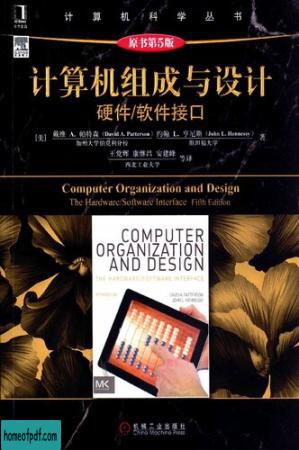 计算机科学丛书
原书第5版
计算机组成与设计
硬件/软件接口
[美] 戴维 A. 帕特森 (David A. Patterson) 约翰 L. 亨尼斯 (John L. Hennessy) 著
加州大学伯克利分校 斯坦福大学
王党辉 康继昌 安建峰 等译
西北工业大学
Computer Organization and Design
The Hardware/Software Interface Fifth Edition
COMPUTER
ORGANIZATION
AND DESIGN
THE HARDWARE/SOFTWARE INTERFACE
DAVID A. PATTERSON
JOHN L. HENNESSY
MK
机械工业出版社
China Machine Press
homeofpdf.com